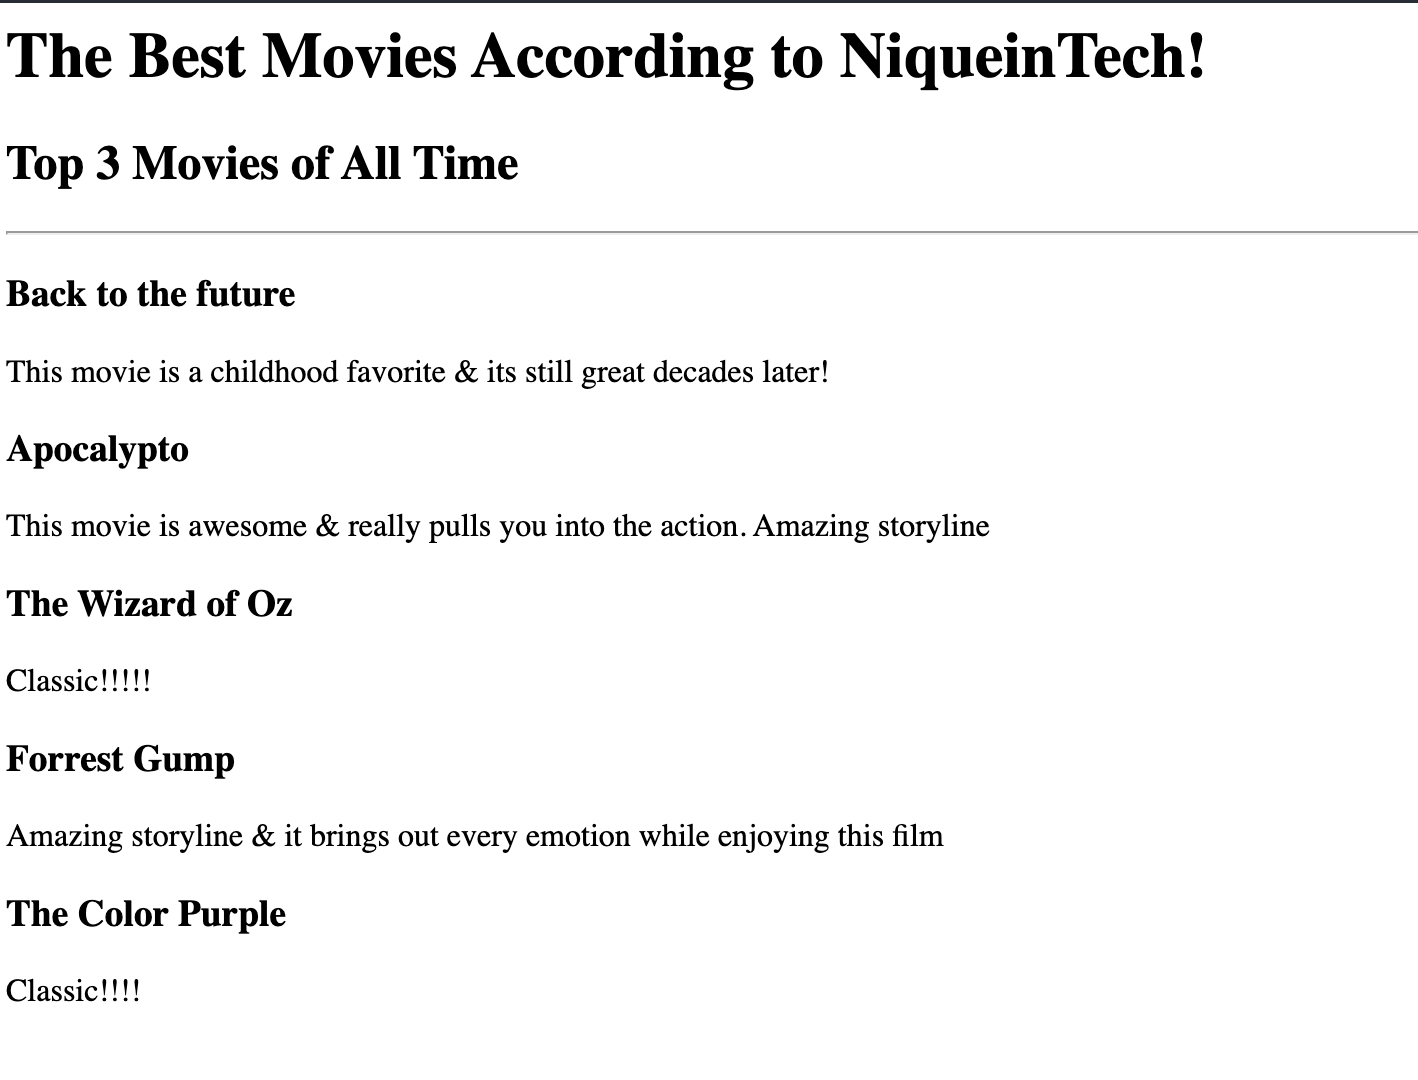 The Best Movies According to NiqueinTech!
Top 3 Movies of All Time
Back to the future
This movie is a childhood favorite & its still great decades later!
Apocalypto
This movie is awesome & really pulls you into the action. Amazing storyline
The Wizard of Oz
Classic!!!!!
Forrest Gump
Amazing storyline & it brings out every emotion while enjoying this film
The Color Purple
Classic!!!!